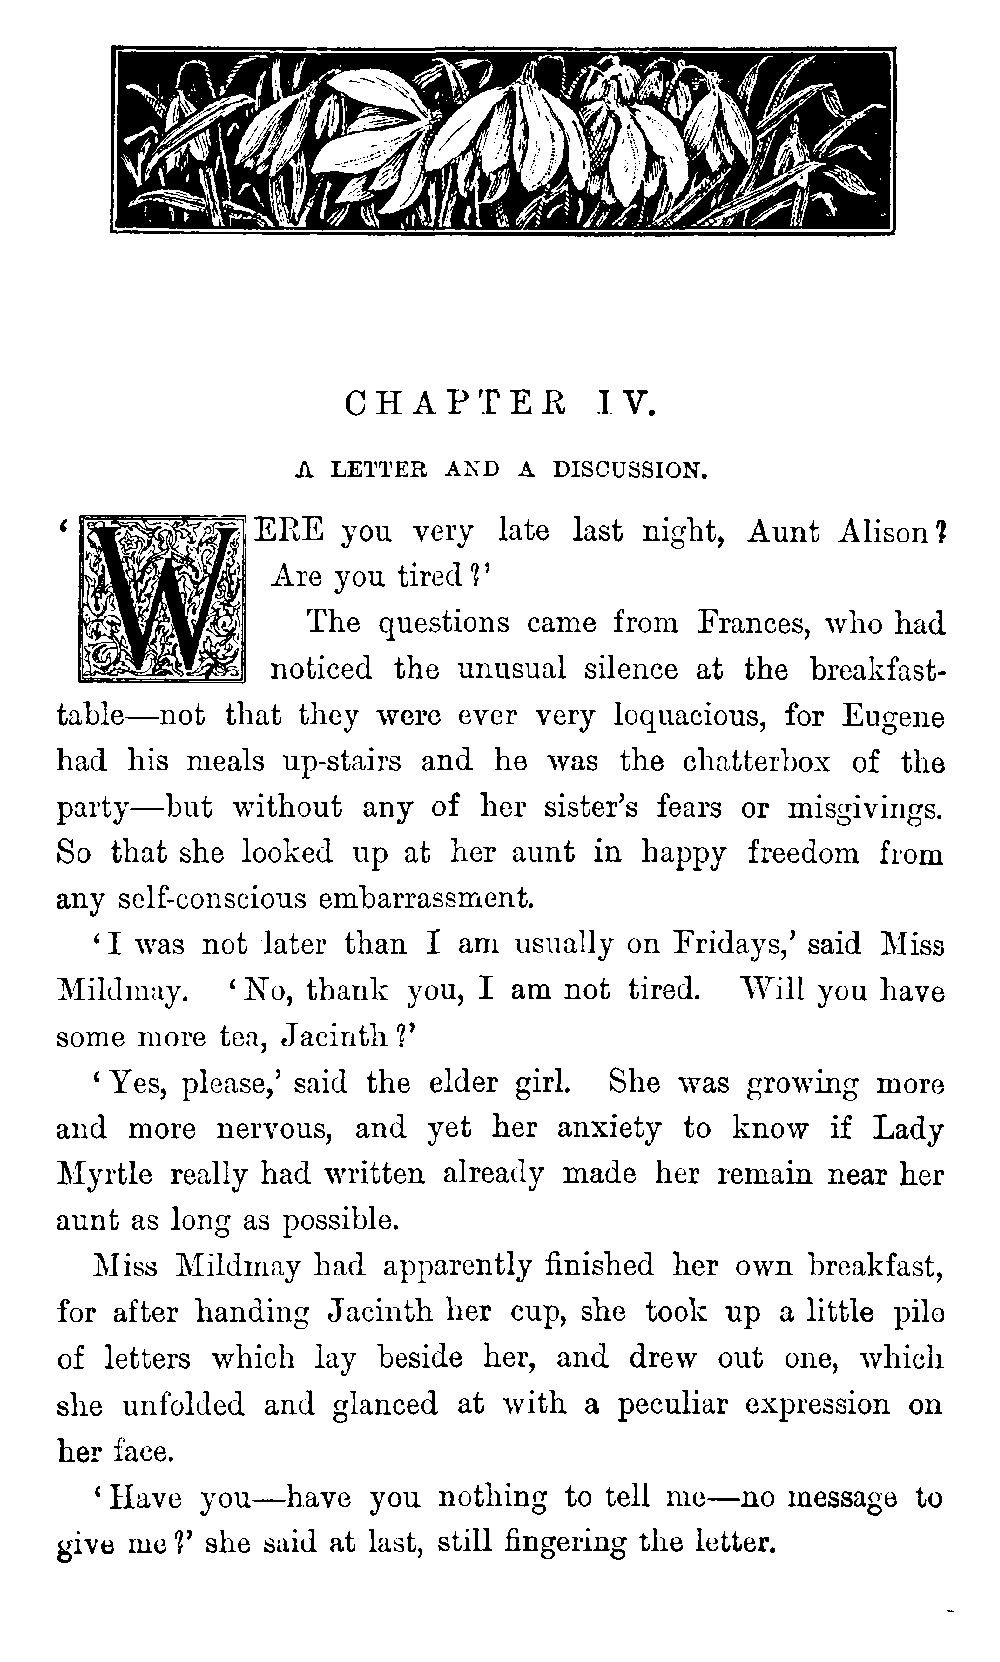 CHAPTER IV.
A LETTER AND A DISCUSSION.
‘WERE you very late last night, Aunt Alison?
Are you tired?’
The questions came from Frances, who had
noticed the unusual silence at the breakfast-
table—not that they were ever very loquacious, for Eugene
had his meals up-stairs and he was the chatterbox of the
party—but without any of her sister’s fears or misgivings.
So that she looked up at her aunt in happy freedom from
any self-conscious embarrassment.
‘I was not later than I am usually on Fridays,’ said Miss
Mildmay. ‘No, thank you, I am not tired. Will you have
some more tea, Jacinth?’
‘Yes, please,’ said the elder girl. She was growing more
and more nervous, and yet her anxiety to know if Lady
Myrtle really had written already made her remain near her
aunt as long as possible.
Miss Mildmay had apparently finished her own breakfast,
for after handing Jacinth her cup, she took up a little pile
of letters which lay beside her, and drew out one, which
she unfolded and glanced at with a peculiar expression on
her face.
‘Have you—have you nothing to tell me—no message to
give me?’ she said at last, still fingering the letter.